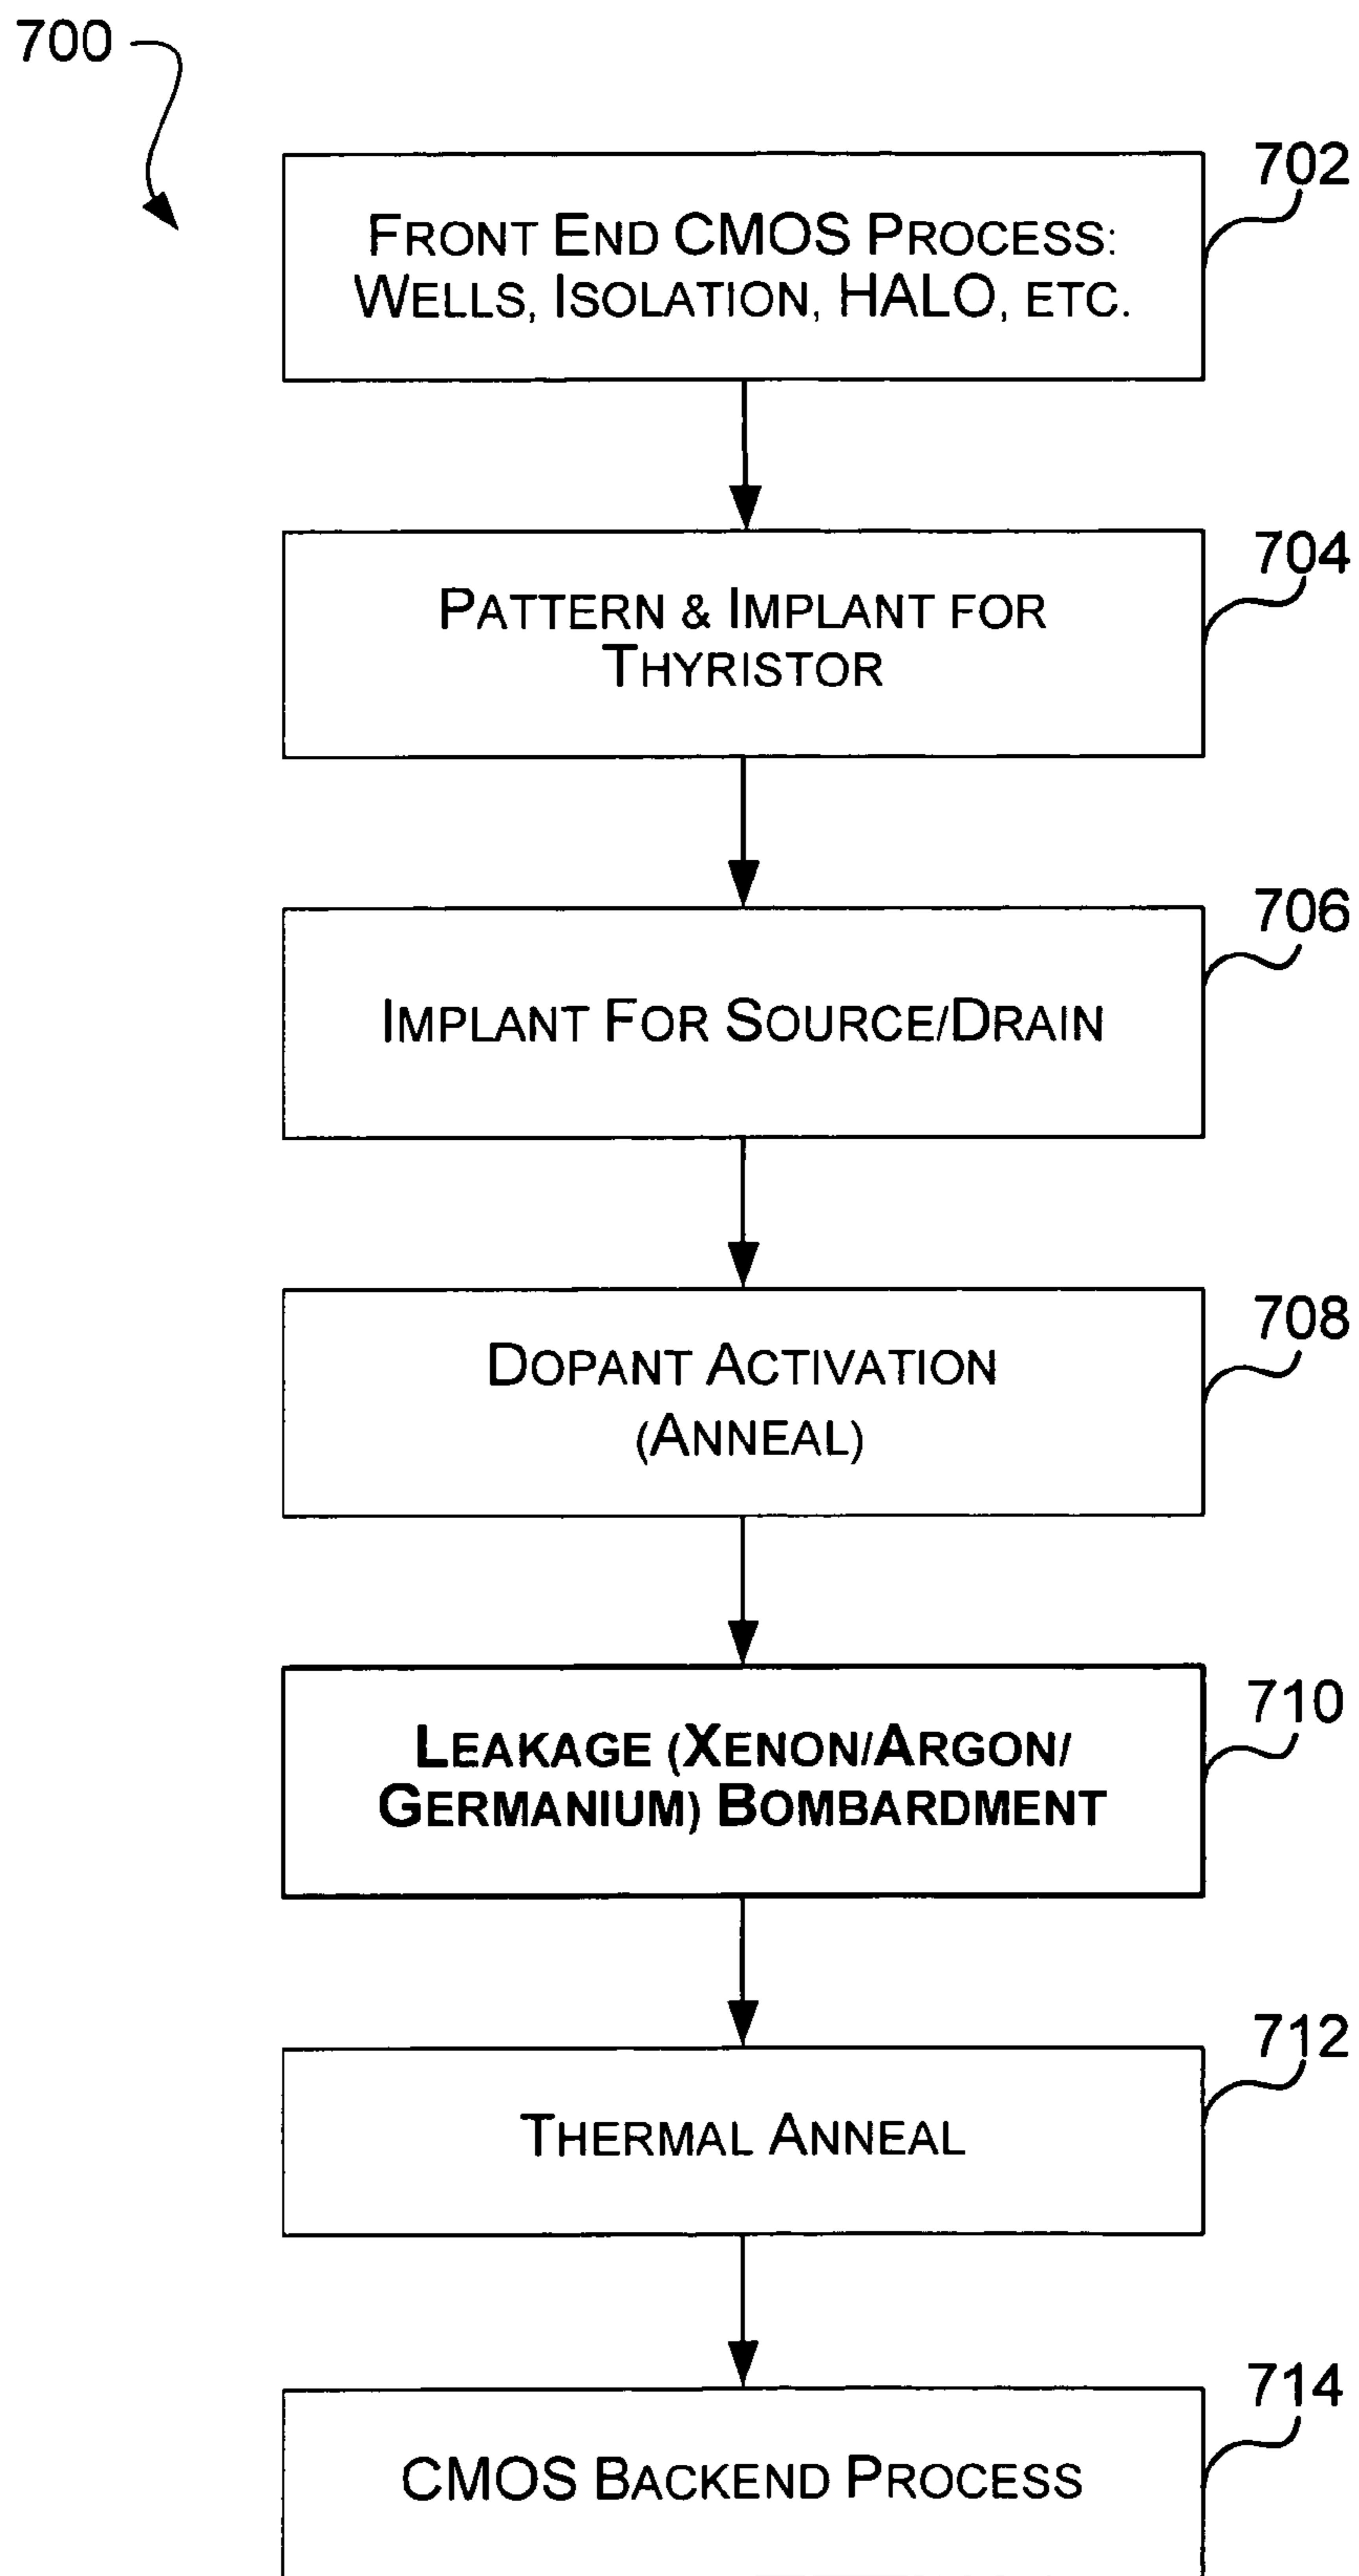 700
702
FRONT END CMOS PROCESS:
WELLS, ISOLATION, HALO, ETC.
704
PATTERN & IMPLANT FOR
THYRISTOR
706
IMPLANT FOR SOURCE/DRAIN
708
DOPANT ACTIVATION
(ANNEAL)
710
LEAKAGE (XENON/ARGON/
GERMANIUM) BOMBARDMENT
712
THERMAL ANNEAL
714
CMOS BACKEND PROCESS